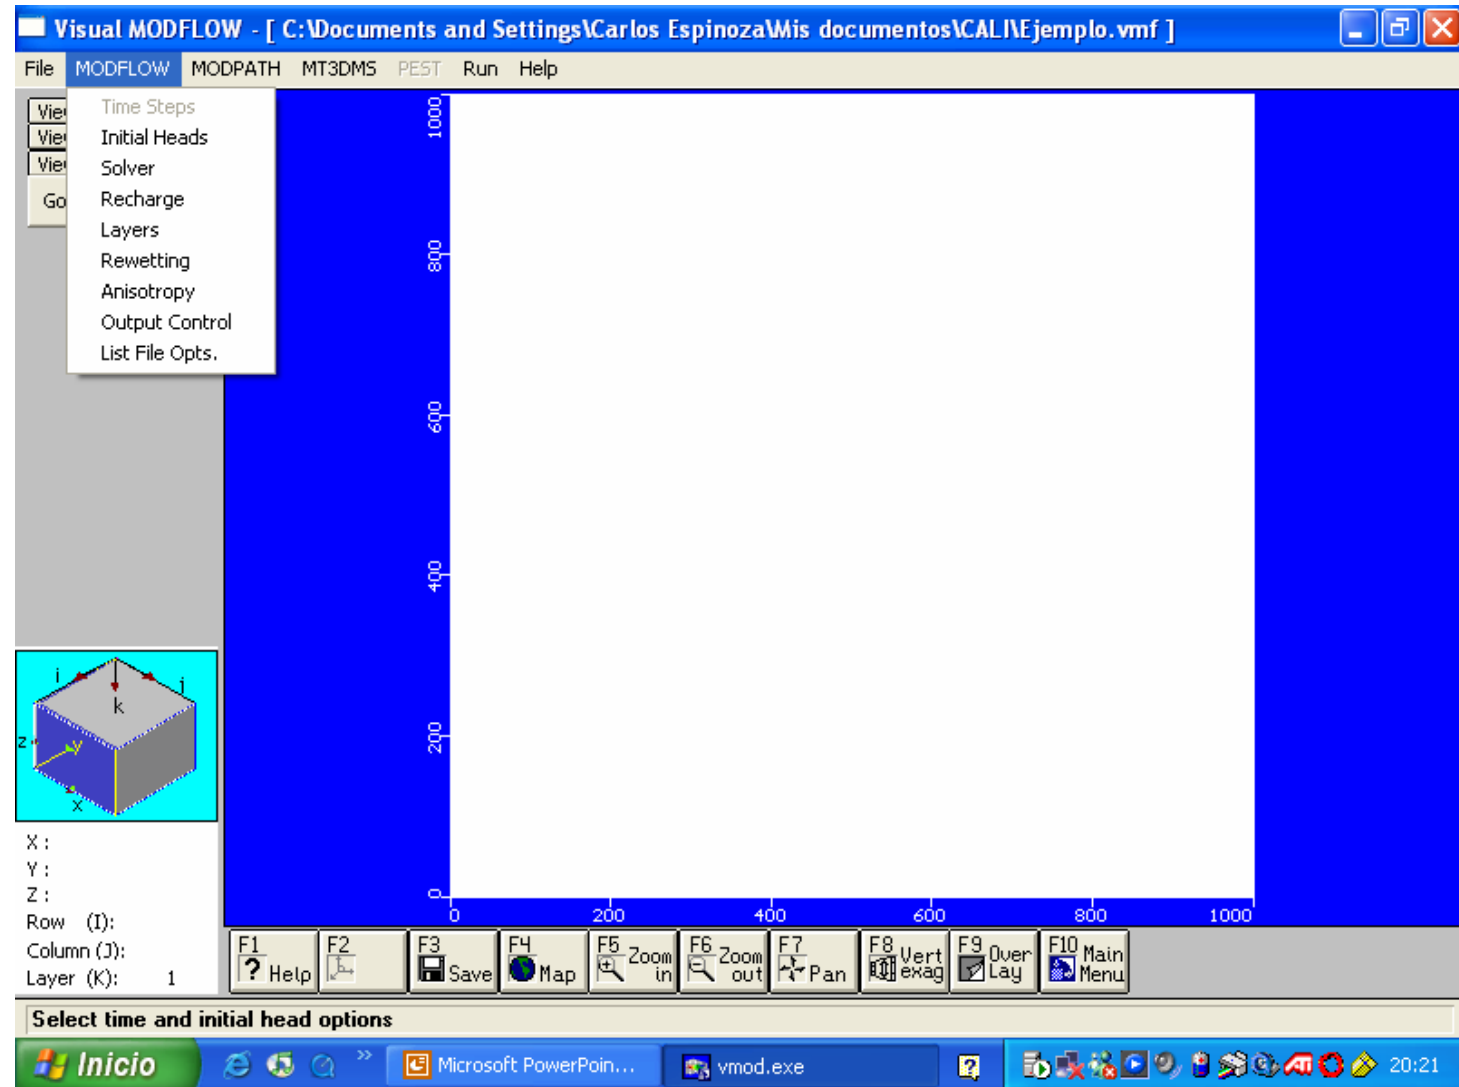 Visual MODFLOW - [ C:\Documents and Settings\Carlos Espinoza\Mis documentos\CALI\Ejemplo.vmf ]
File MODFLOW MODPATH MT3DMS PEST Run Help
Time Steps
Initial Heads
Solver
Recharge
Layers
Rewetting
Anisotropy
Output Control
List File Opts.
Vie
Vie
Vie
Go
1000
800
600
400
200
0
0 200 400 600 800 1000
i
j
k
z
y
x
X :
Y :
Z :
Row (I):
Column (J):
Layer (K): 1
F1 ? Help
F2
F3 Save
F4 Map
F5 Zoom in
F6 Zoom out
F7 Pan
F8 Vert exag
F9 Over Lay
F10 Main Menu
Select time and initial head options
Inicio
Microsoft PowerPoin...
vmod.exe
20:21